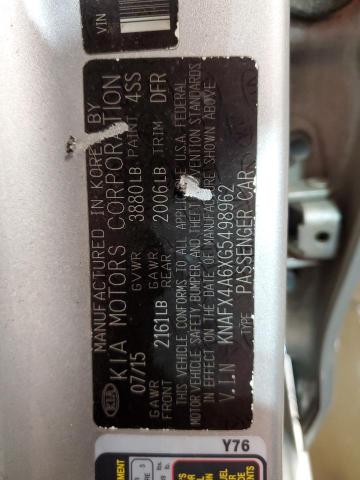 VIN
KIA
MANUFACTURED IN KOREA BY
KIA MOTORS CORPORATION
07/15 GVWR 3880LB PAINT 4SS
GAWR FRONT 2161LB GAWR REAR 2006LB TRIM DFR
THIS VEHICLE CONFORMS TO ALL APPLICABLE U.S.A. FEDERAL
MOTOR VEHICLE SAFETY, BUMPER AND THEFT PREVENTION STANDARDS
IN EFFECT ON THE DATE OF MANUFACTURE SHOWN ABOVE.
V.I.N KNAFX4A6XG5498962
TYPE PASSENGER CAR
Y76